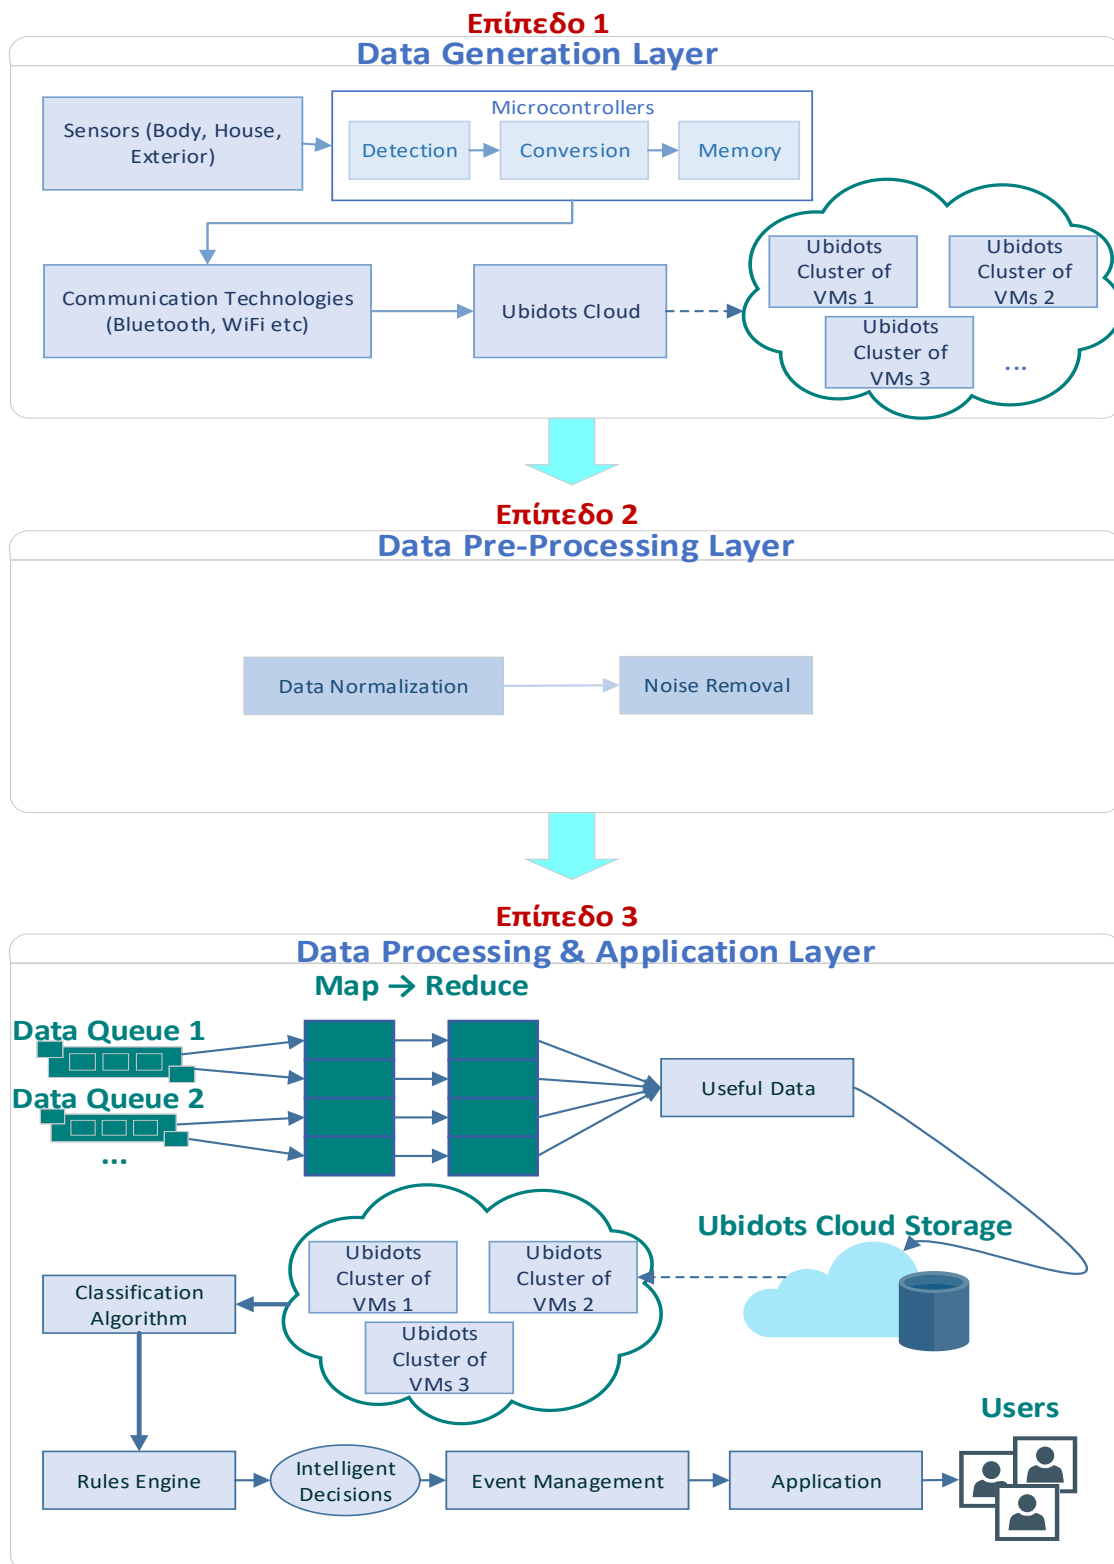 Επίπεδο 1
Data Generation Layer
Microcontrollers
Sensors (Body, House,
Exterior)
Detection
Conversion
Memory
Ubidots
Cluster of
VMs 1
Ubidots
Cluster of
VMs 2
Communication Technologies
(Bluetooth, WiFi etc)
Ubidots Cloud
Ubidots
Cluster of
VMs 3
...
Επίπεδο 2
Data Pre-Processing Layer
Data Normalization
Noise Removal
Επίπεδο 3
Data Processing & Application Layer
Map → Reduce
Data Queue 1
Data Queue 2
...
Useful Data
Ubidots Cloud Storage
Ubidots
Cluster of
VMs 1
Ubidots
Cluster of
VMs 2
Ubidots
Cluster of
VMs 3
Classification
Algorithm
Users
Rules Engine
Intelligent
Decisions
Event Management
Application